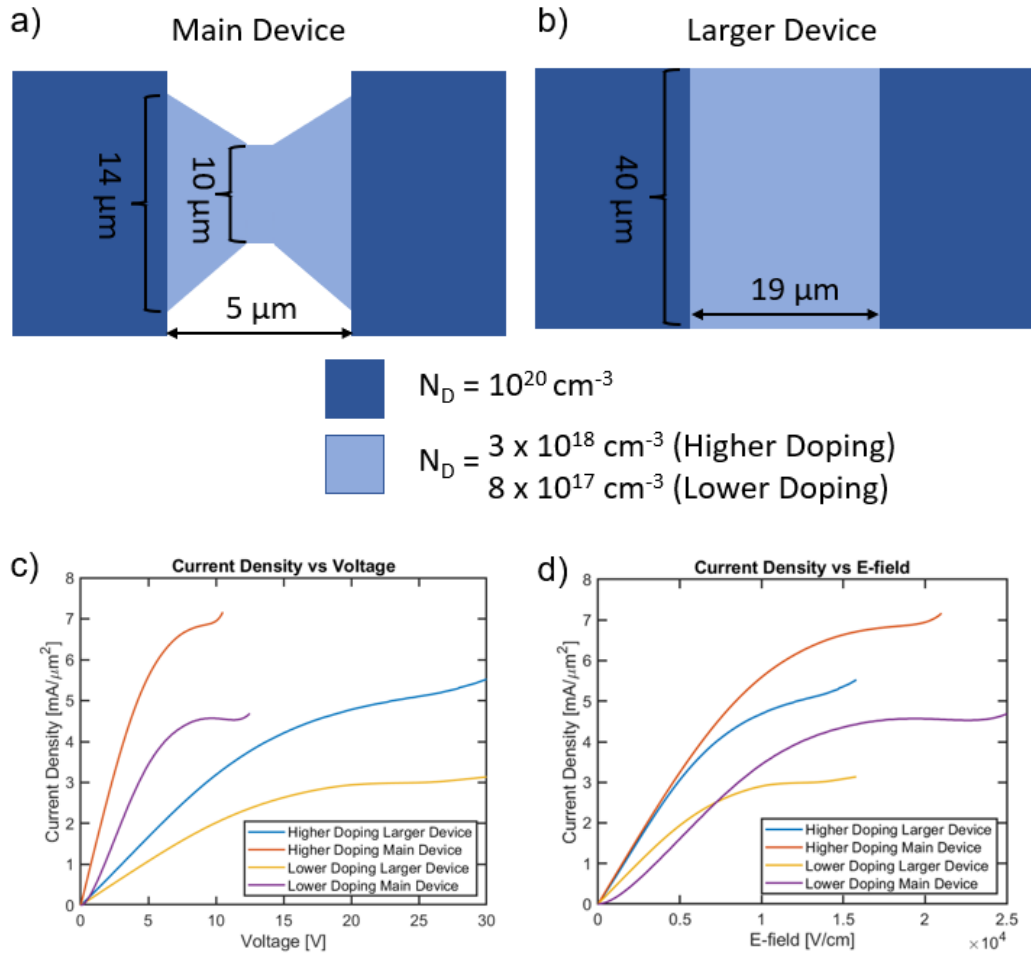 a)
Main Device
14 μm
10 μm
5 μm
b)
Larger Device
40 μm
19 μm
N_D = 10^20 cm^-3
N_D = 3 x 10^18 cm^-3 (Higher Doping)
8 x 10^17 cm^-3 (Lower Doping)
c)
Current Density vs Voltage
Current Density [mA/μm^2]
8
7
6
5
4
3
2
1
0
0 5 10 15 20 25 30
Voltage [V]
Higher Doping Larger Device
Higher Doping Main Device
Lower Doping Larger Device
Lower Doping Main Device
d)
Current Density vs E-field
Current Density [mA/μm^2]
8
7
6
5
4
3
2
1
0
0 0.5 1 1.5 2 2.5
E-field [V/cm]
×10^4
Higher Doping Larger Device
Higher Doping Main Device
Lower Doping Larger Device
Lower Doping Main Device